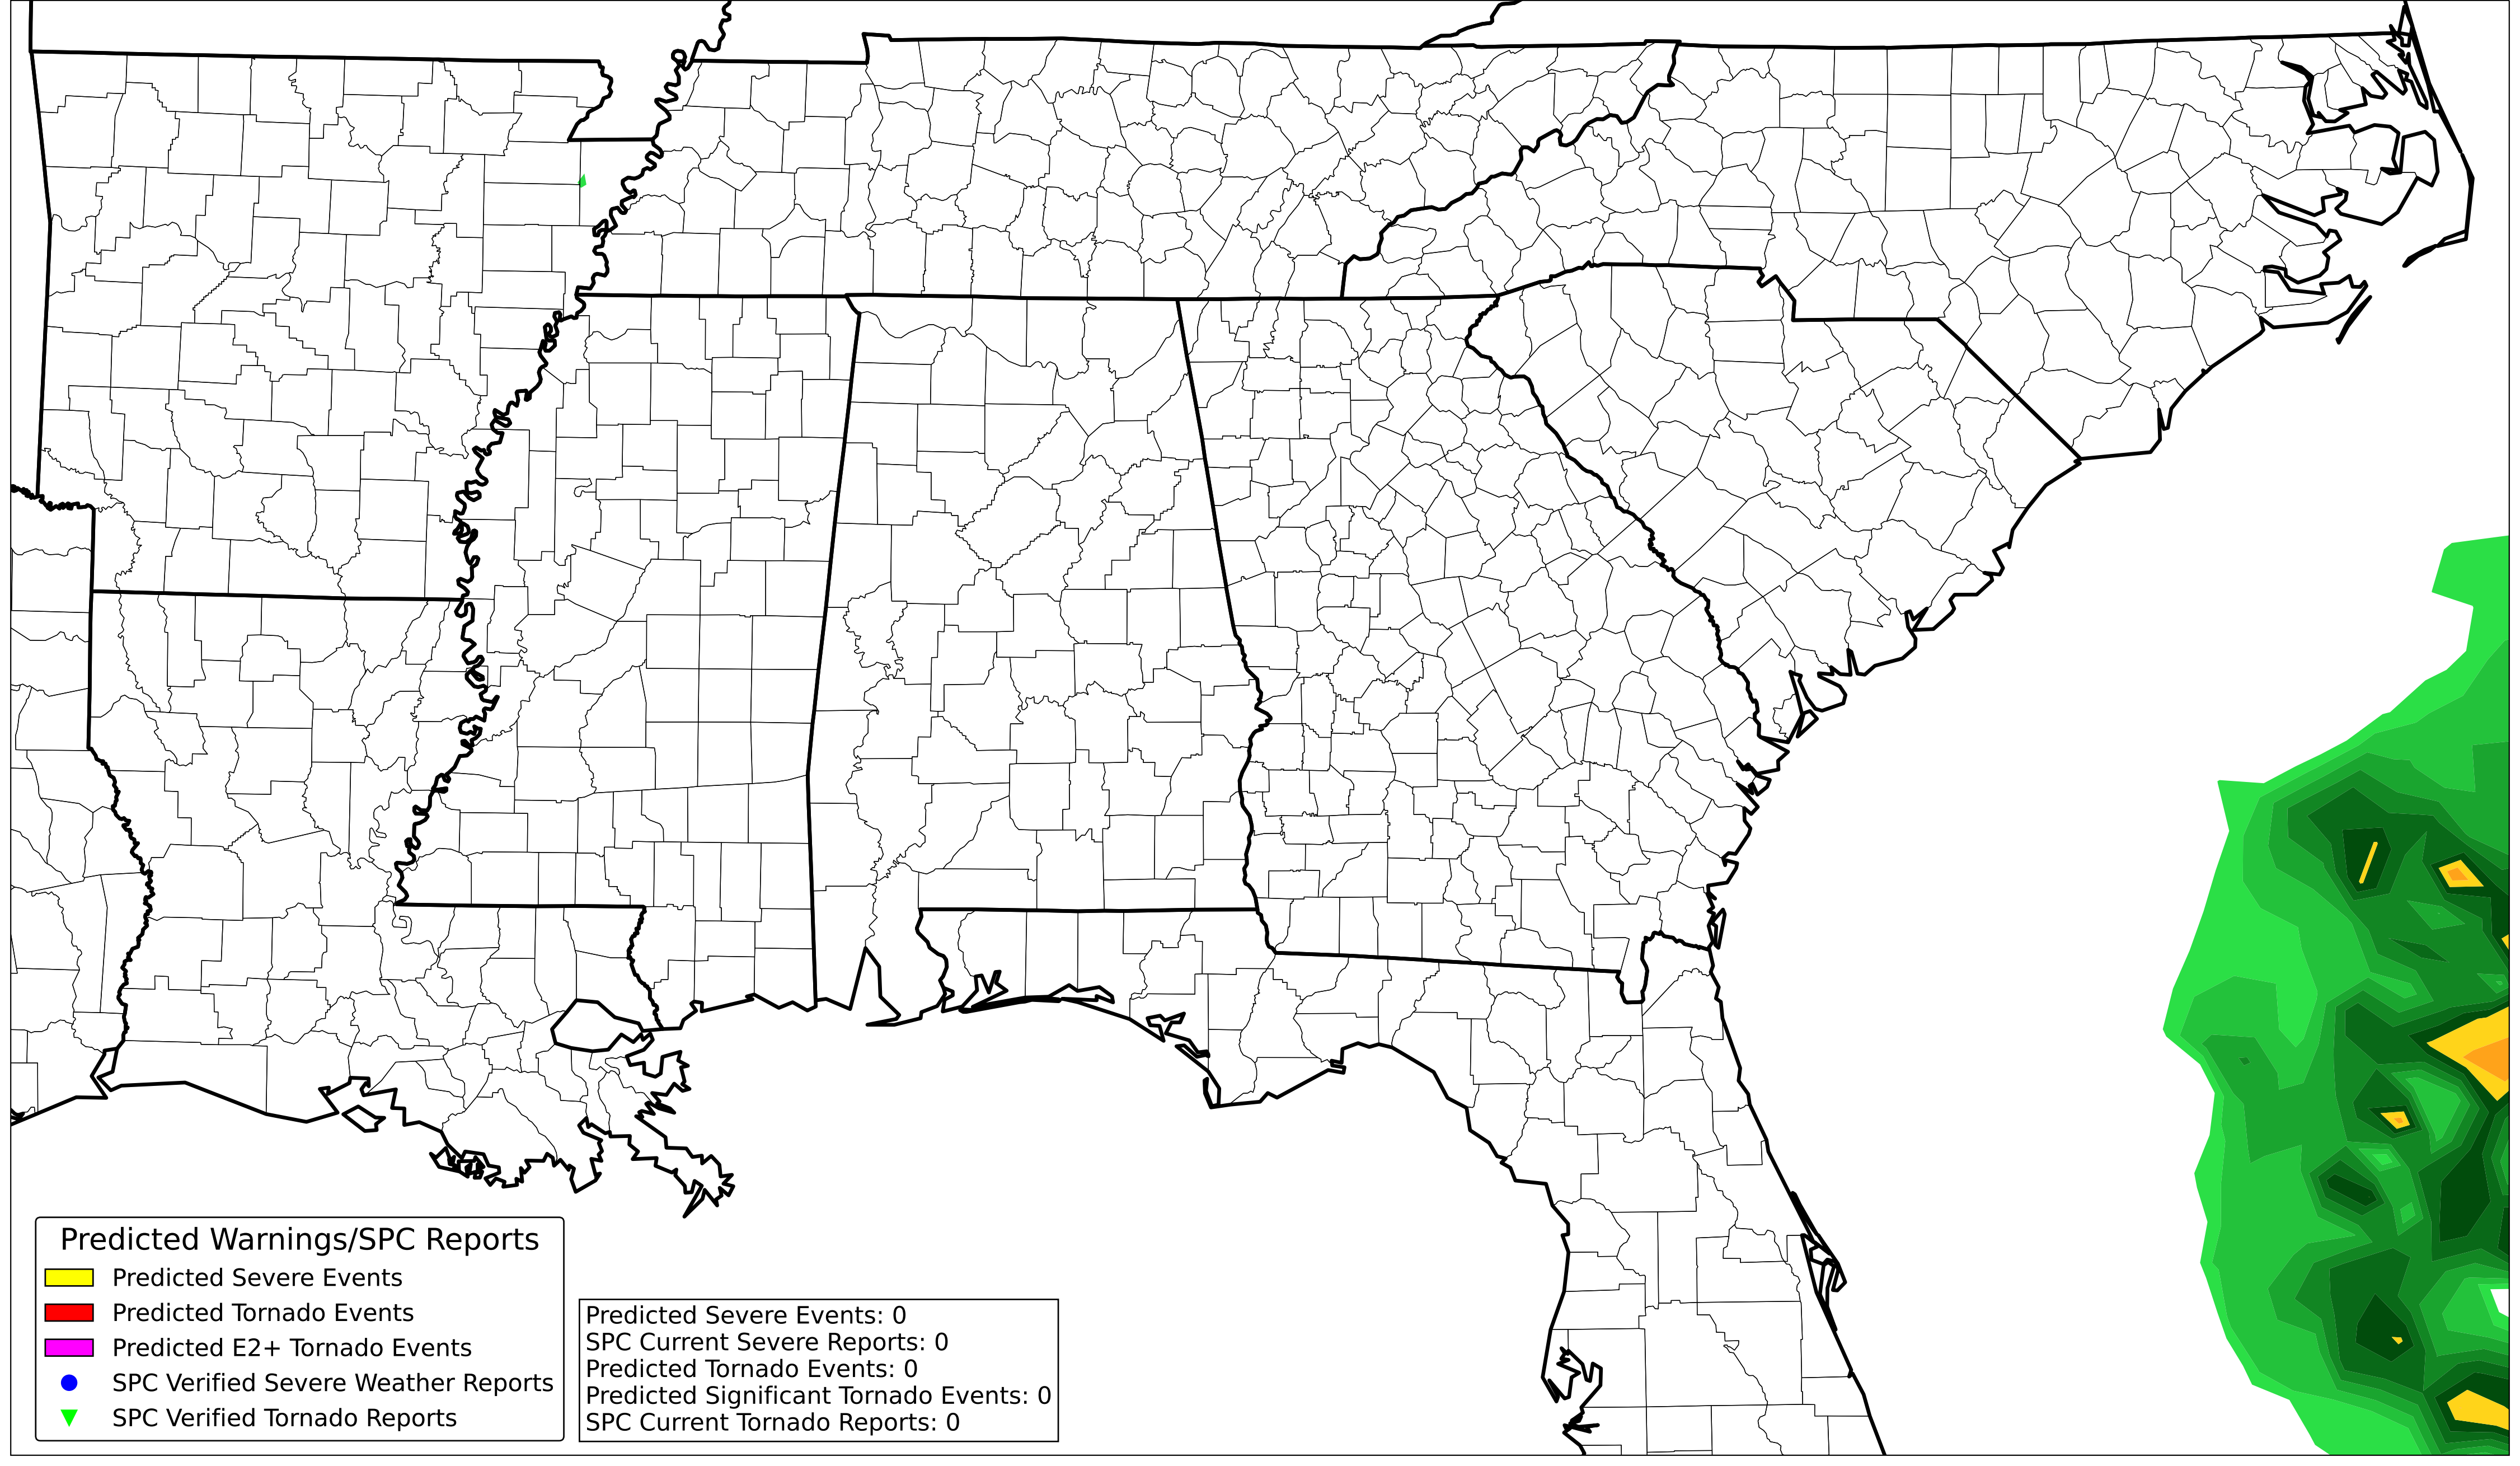 Predicted Warnings/SPC Reports
Predicted Severe Events
Predicted Tornado Events
Predicted E2+ Tornado Events
SPC Verified Severe Weather Reports
SPC Verified Tornado Reports
Predicted Severe Events: 0
SPC Current Severe Reports: 0
Predicted Tornado Events: 0
Predicted Significant Tornado Events: 0
SPC Current Tornado Reports: 0